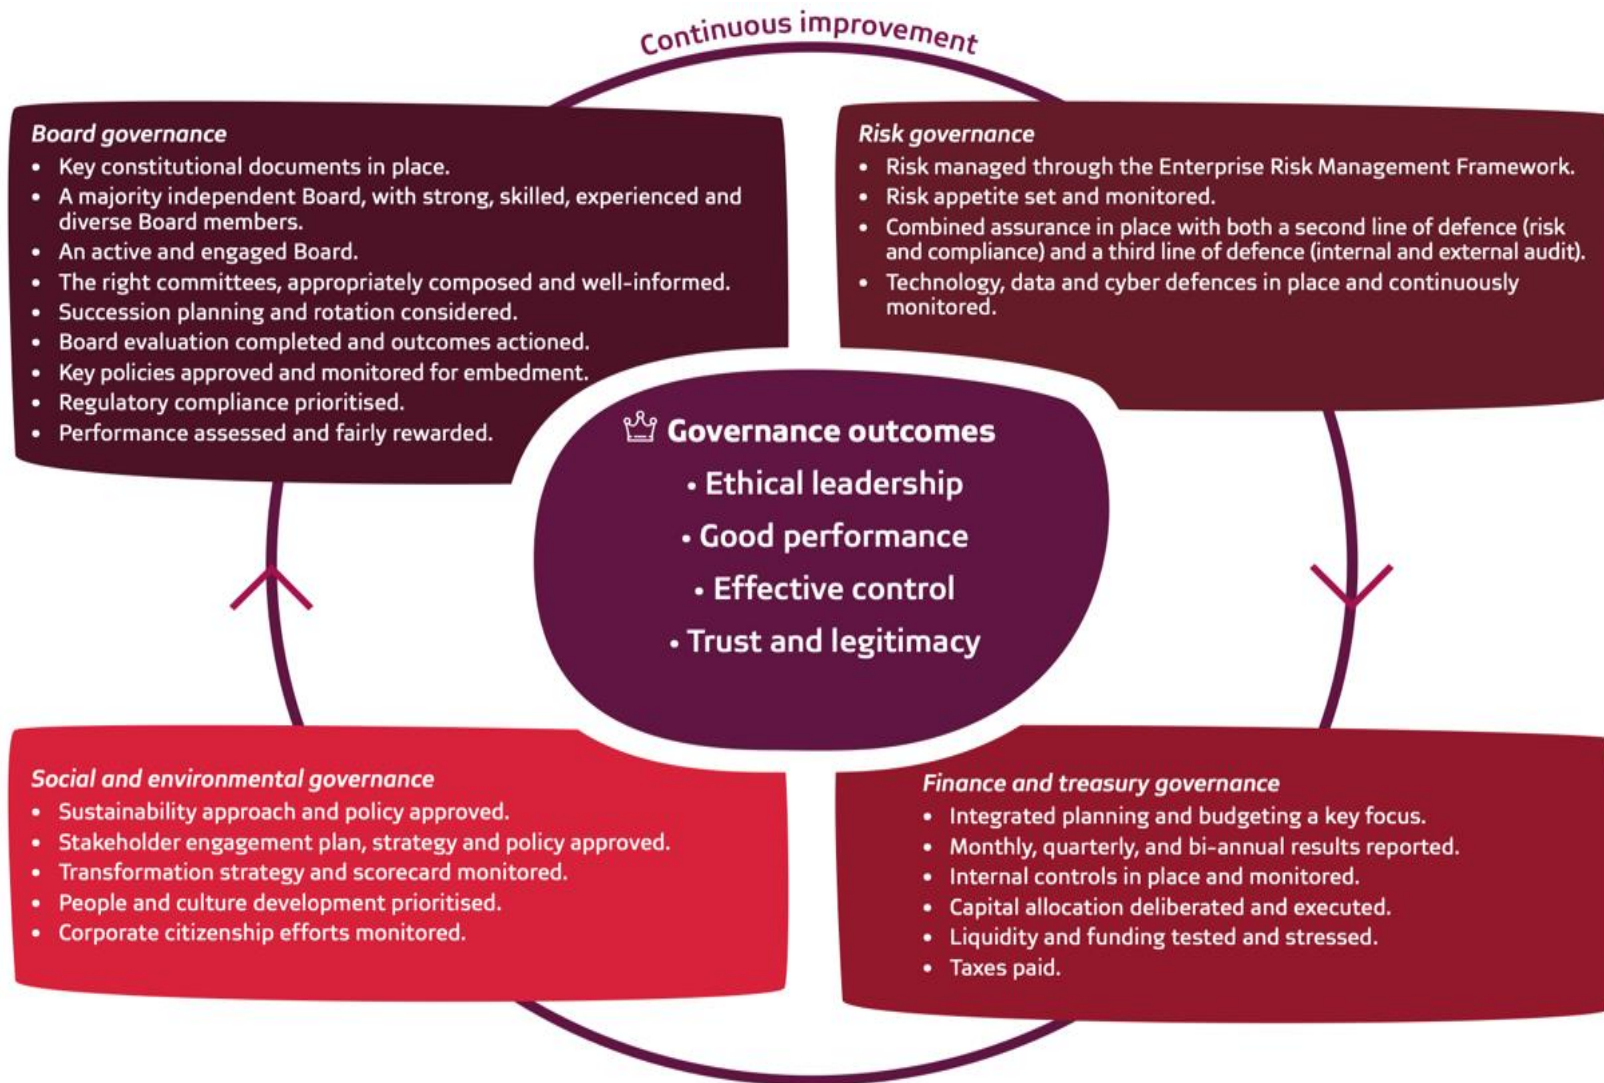 Continuous improvement
Board governance
• Key constitutional documents in place.
• A majority independent Board, with strong, skilled, experienced and
diverse Board members.
• An active and engaged Board.
• The right committees, appropriately composed and well-informed.
• Succession planning and rotation considered.
• Board evaluation completed and outcomes actioned.
• Key policies approved and monitored for embedment.
• Regulatory compliance prioritised.
• Performance assessed and fairly rewarded.
Risk governance
• Risk managed through the Enterprise Risk Management Framework.
• Risk appetite set and monitored.
• Combined assurance in place with both a second line of defence (risk
and compliance) and a third line of defence (internal and external audit).
• Technology, data and cyber defences in place and continuously
monitored.
Governance outcomes
• Ethical leadership
• Good performance
• Effective control
• Trust and legitimacy
Social and environmental governance
• Sustainability approach and policy approved.
• Stakeholder engagement plan, strategy and policy approved.
• Transformation strategy and scorecard monitored.
• People and culture development prioritised.
• Corporate citizenship efforts monitored.
Finance and treasury governance
• Integrated planning and budgeting a key focus.
• Monthly, quarterly, and bi-annual results reported.
• Internal controls in place and monitored.
• Capital allocation deliberated and executed.
• Liquidity and funding tested and stressed.
• Taxes paid.